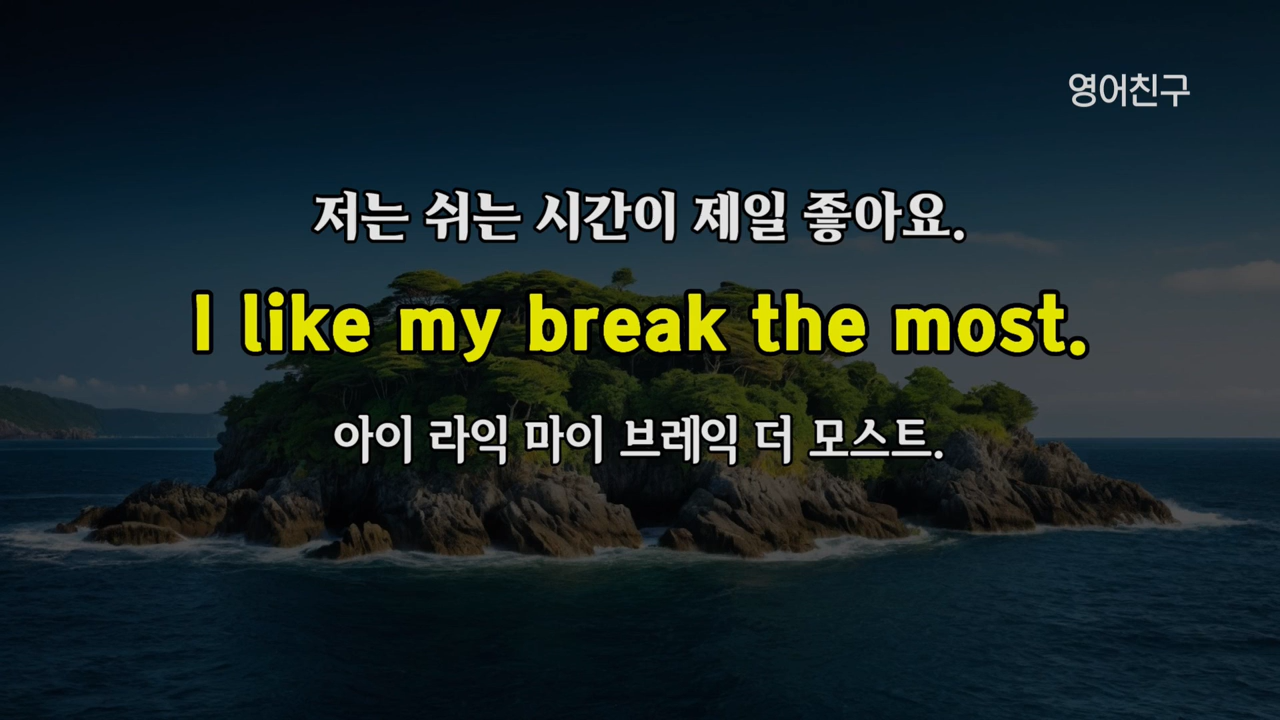 영어친구
저는 쉬는 시간이 제일 좋아요.
I like my break the most.
아이 라익 마이 브레익 더 모스트.